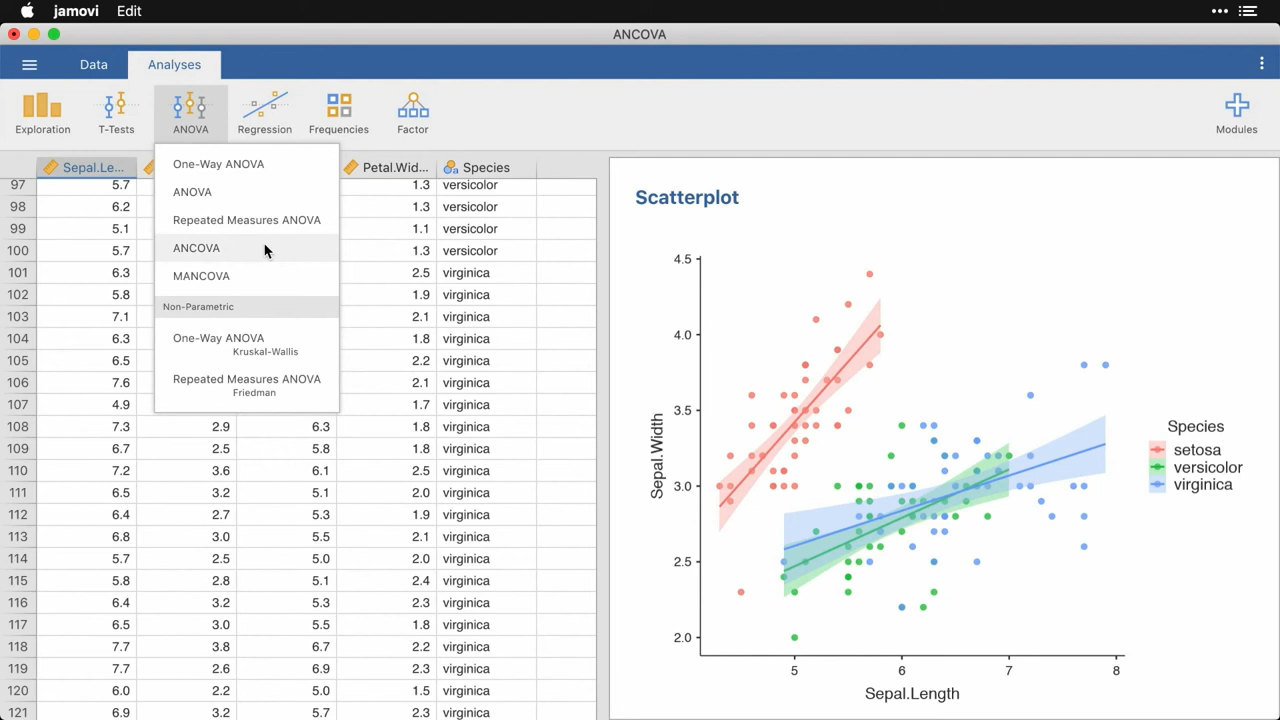 jamovi Edit
ANCOVA
Data Analyses
Exploration T-Tests ANOVA Regression Frequencies Factor Modules
One-Way ANOVA
ANOVA
Repeated Measures ANOVA
ANCOVA
MANCOVA
Non-Parametric
One-Way ANOVA
Kruskal-Wallis
Repeated Measures ANOVA
Friedman
Sepal.Le... Petal.Wid... Species
97 5.7 1.3 versicolor
98 6.2 1.3 versicolor
99 5.1 1.1 versicolor
100 5.7 1.3 versicolor
101 6.3 2.5 virginica
102 5.8 1.9 virginica
103 7.1 2.1 virginica
104 6.3 1.8 virginica
105 6.5 2.2 virginica
106 7.6 2.1 virginica
107 4.9 1.7 virginica
108 7.3 2.9 6.3 1.8 virginica
109 6.7 2.5 5.8 1.8 virginica
110 7.2 3.6 6.1 2.5 virginica
111 6.5 3.2 5.1 2.0 virginica
112 6.4 2.7 5.3 1.9 virginica
113 6.8 3.0 5.5 2.1 virginica
114 5.7 2.5 5.0 2.0 virginica
115 5.8 2.8 5.1 2.4 virginica
116 6.4 3.2 5.3 2.3 virginica
117 6.5 3.0 5.5 1.8 virginica
118 7.7 3.8 6.7 2.2 virginica
119 7.7 2.6 6.9 2.3 virginica
120 6.0 2.2 5.0 1.5 virginica
121 6.9 3.2 5.7 2.3 virginica
Scatterplot
4.5
4.0
3.5
3.0
2.5
2.0
Sepal.Width
5 6 7 8
Sepal.Length
Species
setosa
versicolor
virginica